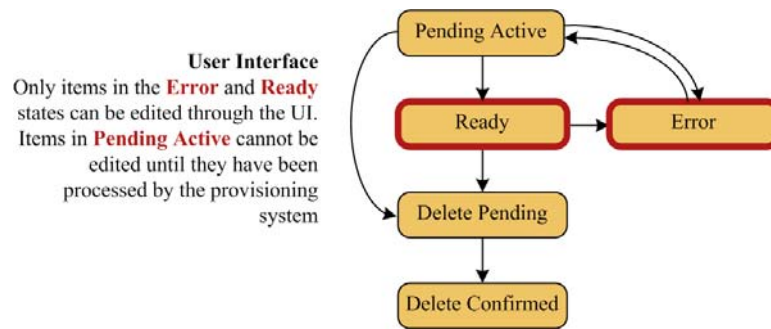 User Interface
Only items in the Error and Ready
states can be edited through the UI.
Items in Pending Active cannot be
edited until they have been
processed by the provisioning
system
Pending Active
Ready
Error
Delete Pending
Delete Confirmed